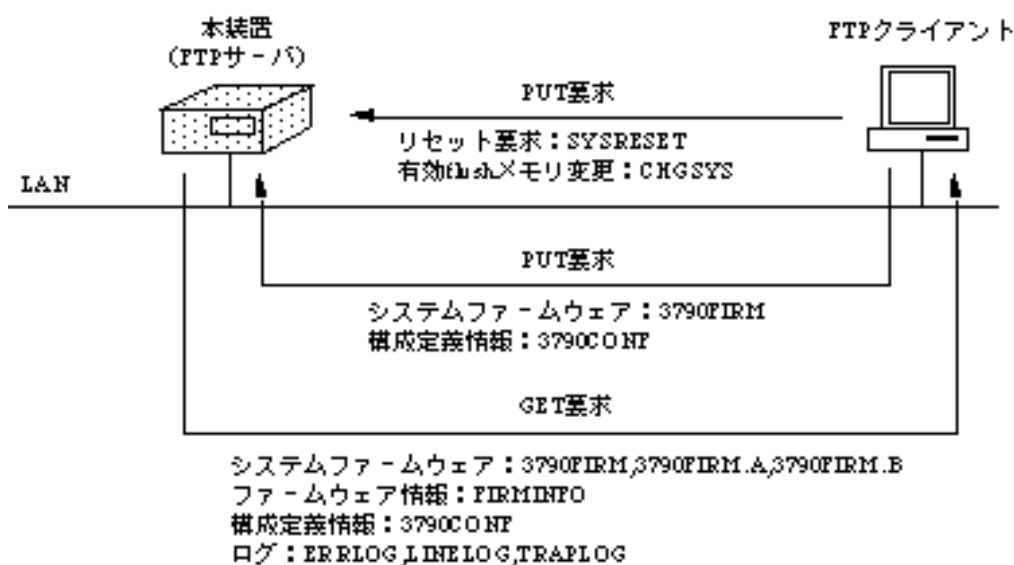 本装置
(FTPサーバ)
FTPクライアント
PUT要求
リセット要求：SYSRESET
有効flushメモリ変更：CHGSYS
LAN
PUT要求
システムファームウェア：3790FIRM
構成定義情報：3790CONF
GET要求
システムファームウェア：3790FIRM,3790FIRM.A,3790FIRM.B
ファームウェア情報：FIRMINFO
構成定義情報：3790CONF
ログ：ERRLOG,LINELOG,TRAPLOG